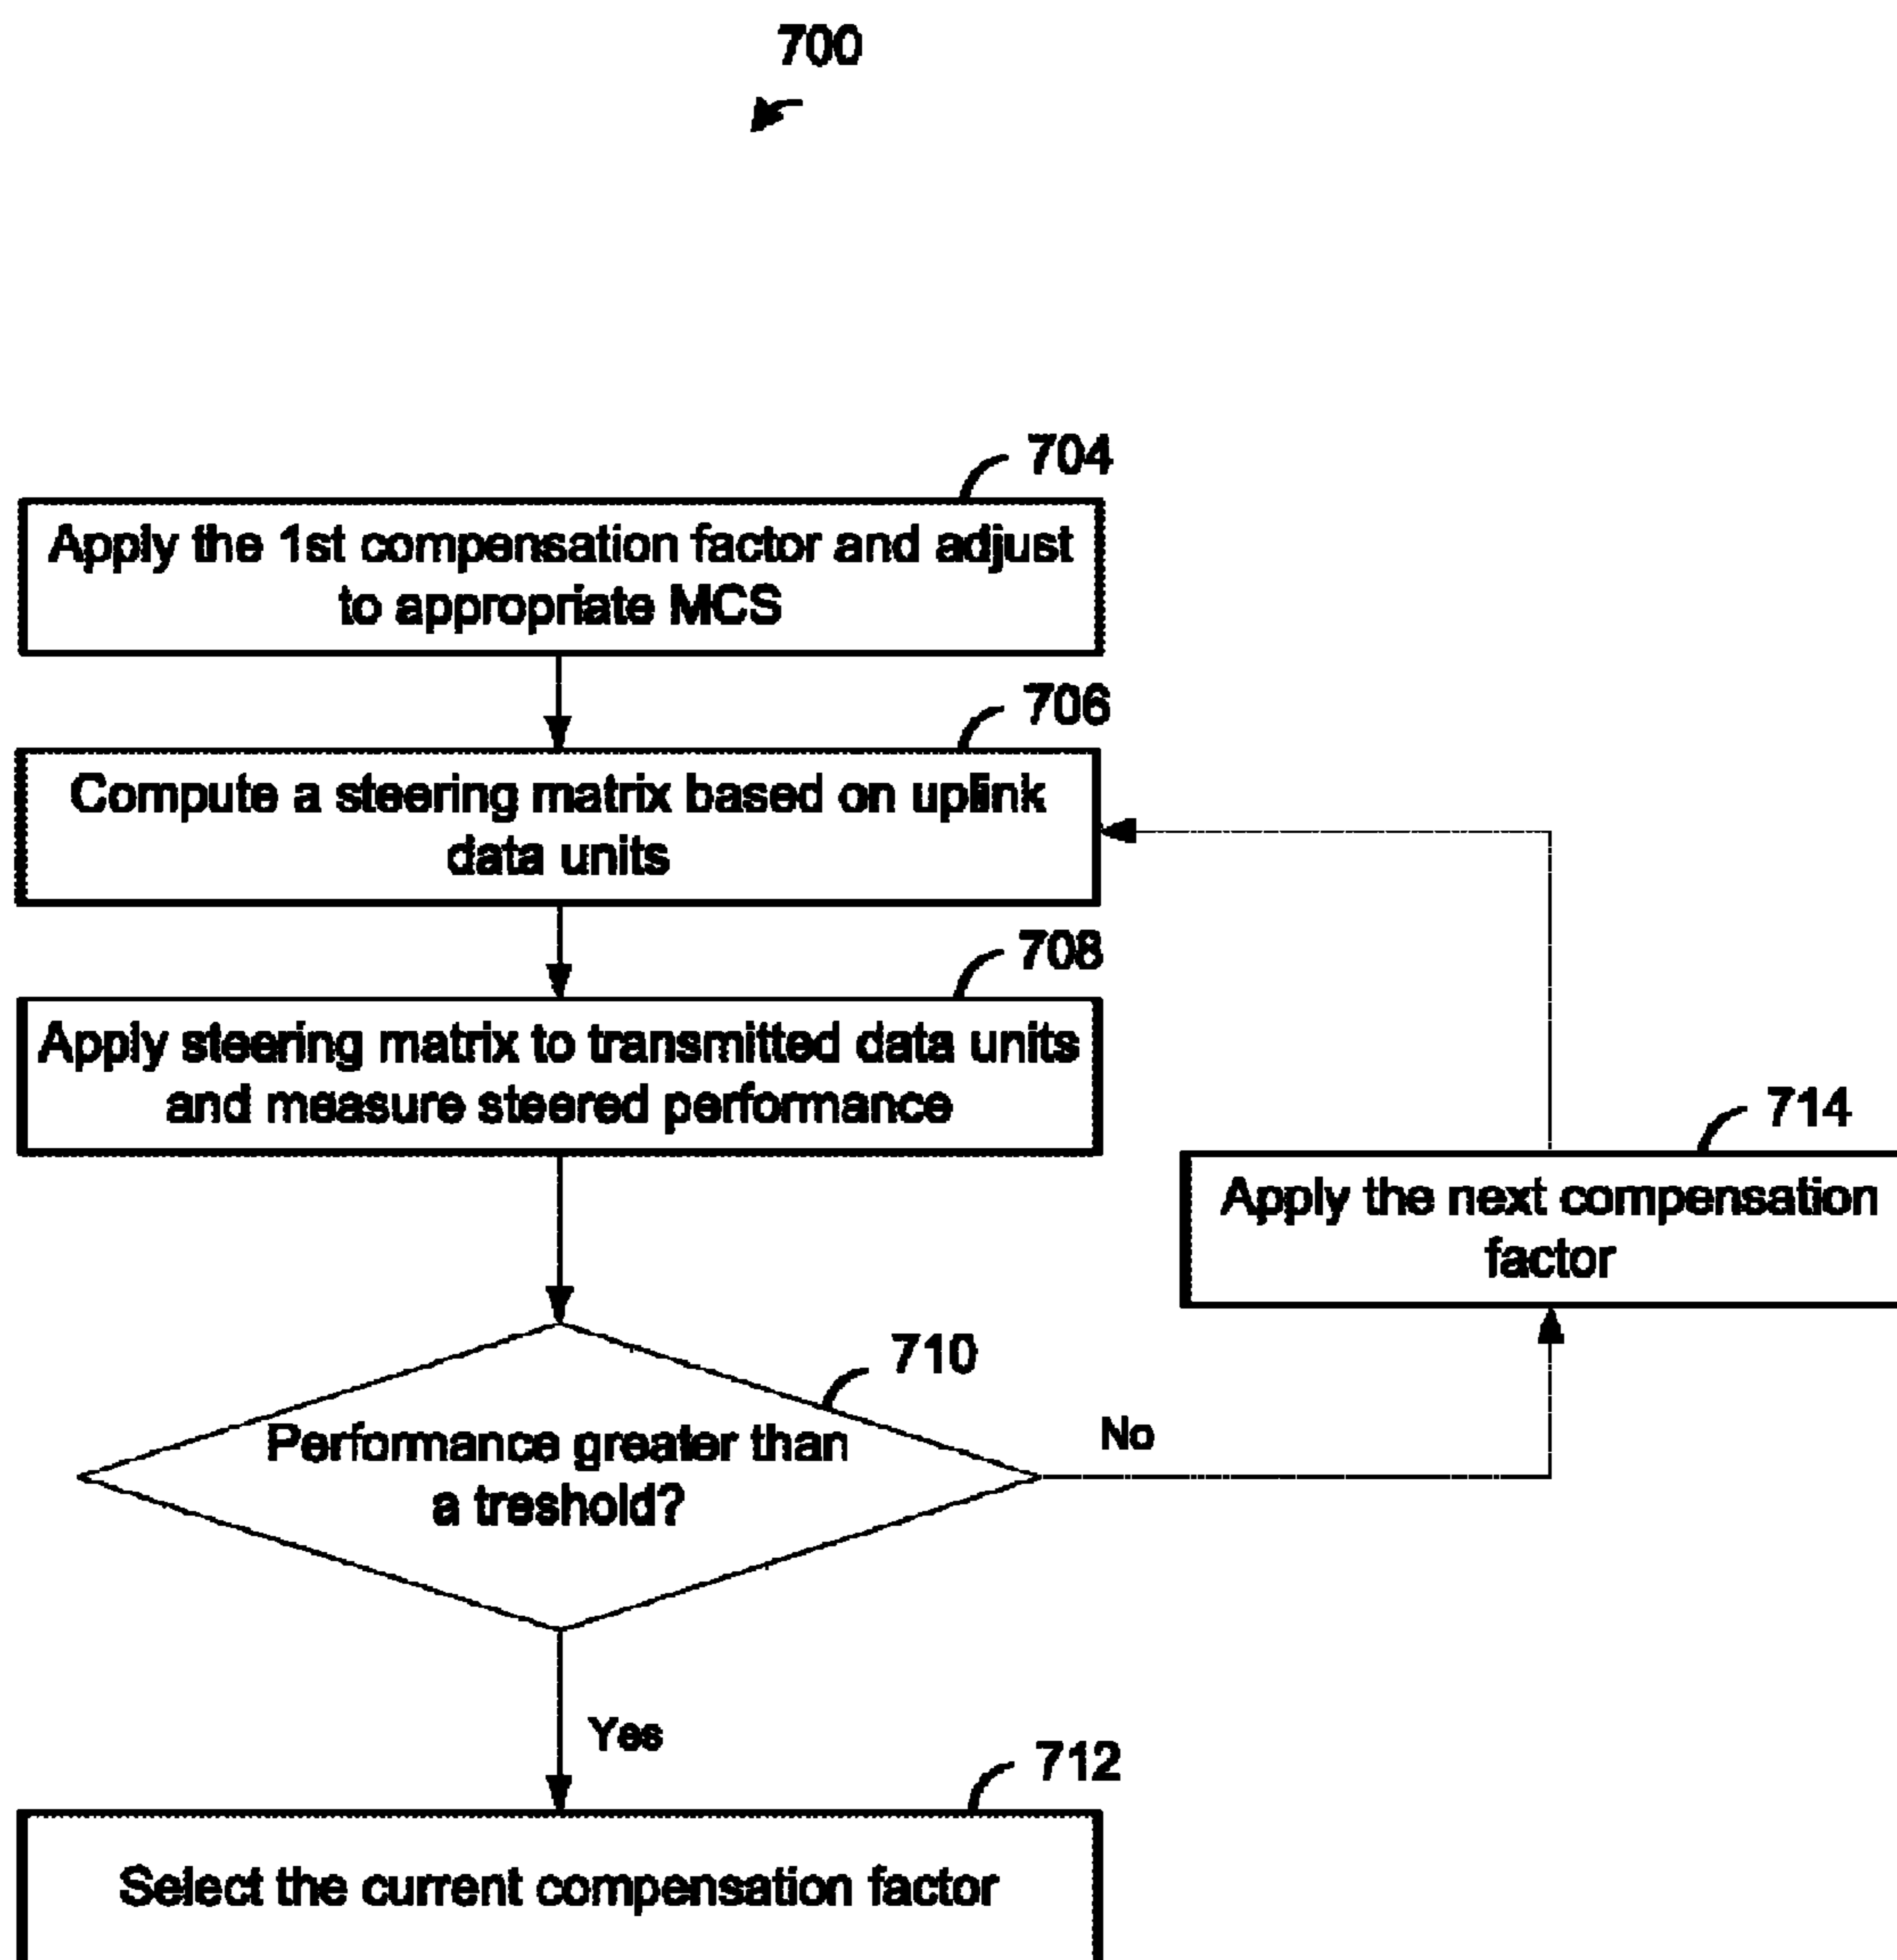 700
704
Apply the 1st compensation factor and adjust
to appropriate MCS
706
Compute a steering matrix based on uplink
data units
708
Apply steering matrix to transmitted data units
and measure steered performance
714
Apply the next compensation
factor
710
Performance greater than
a treshold?
No
Yes
712
Select the current compensation factor